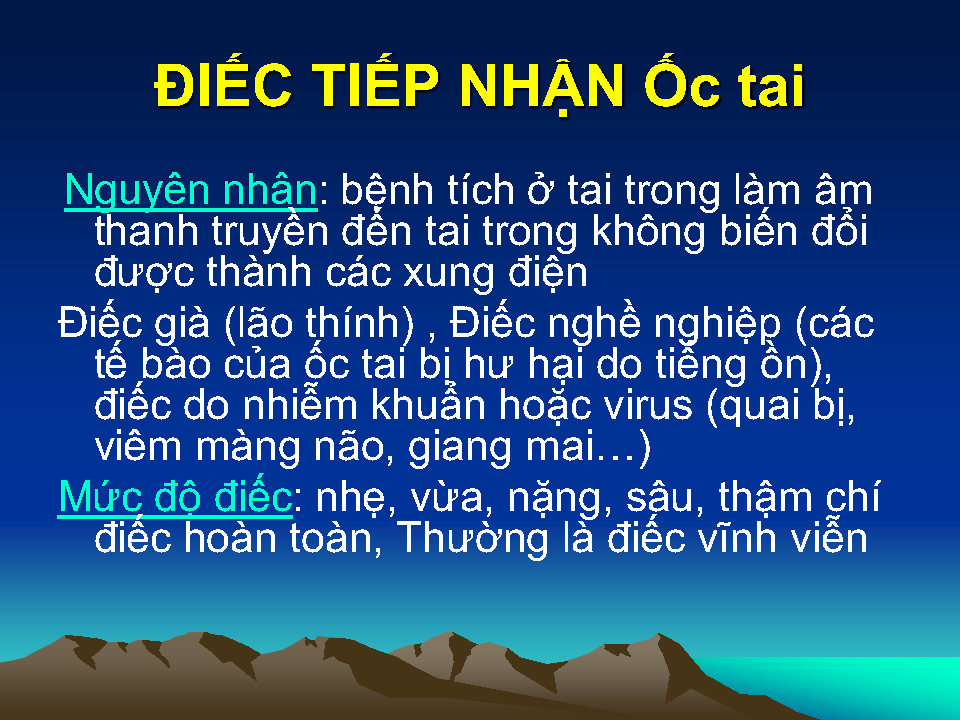 ĐIẾC TIẾP NHẬN Ốc tai
Nguyên nhân: bệnh tích ở tai trong làm âm
thanh truyền đến tai trong không biến đổi
được thành các xung điện
Điếc già (lão thính) , Điếc nghề nghiệp (các
tế bào của ốc tai bị hư hại do tiếng ồn),
điếc do nhiễm khuẩn hoặc virus (quai bị,
viêm màng não, giang mai…)
Mức độ điếc: nhẹ, vừa, nặng, sâu, thậm chí
điếc hoàn toàn, Thường là điếc vĩnh viễn